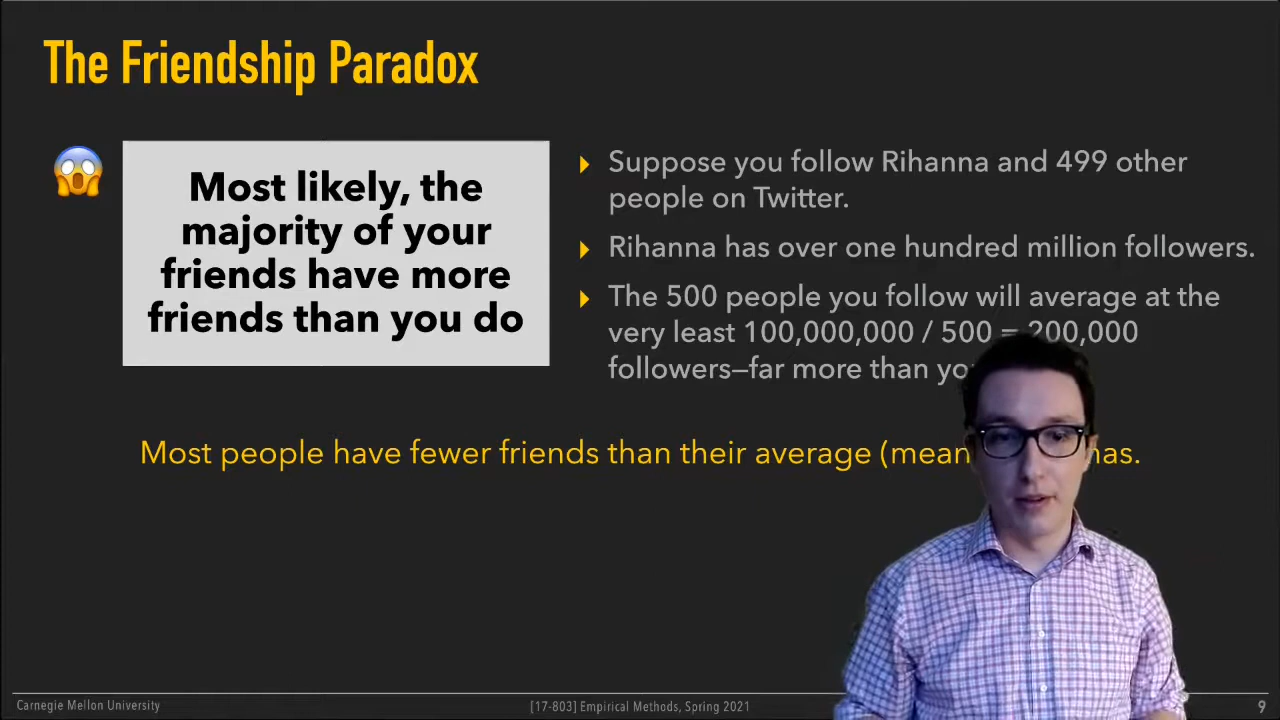 The Friendship Paradox
Most likely, the
majority of your
friends have more
friends than you do
Suppose you follow Rihanna and 499 other
people on Twitter.
Rihanna has over one hundred million followers.
The 500 people you follow will average at the
very least 100,000,000 / 500 = 200,000
followers—far more than
Most people have fewer friends than their average (mean has.
Carnegie Mellon University
[17-803] Empirical Methods, Spring 2021
9